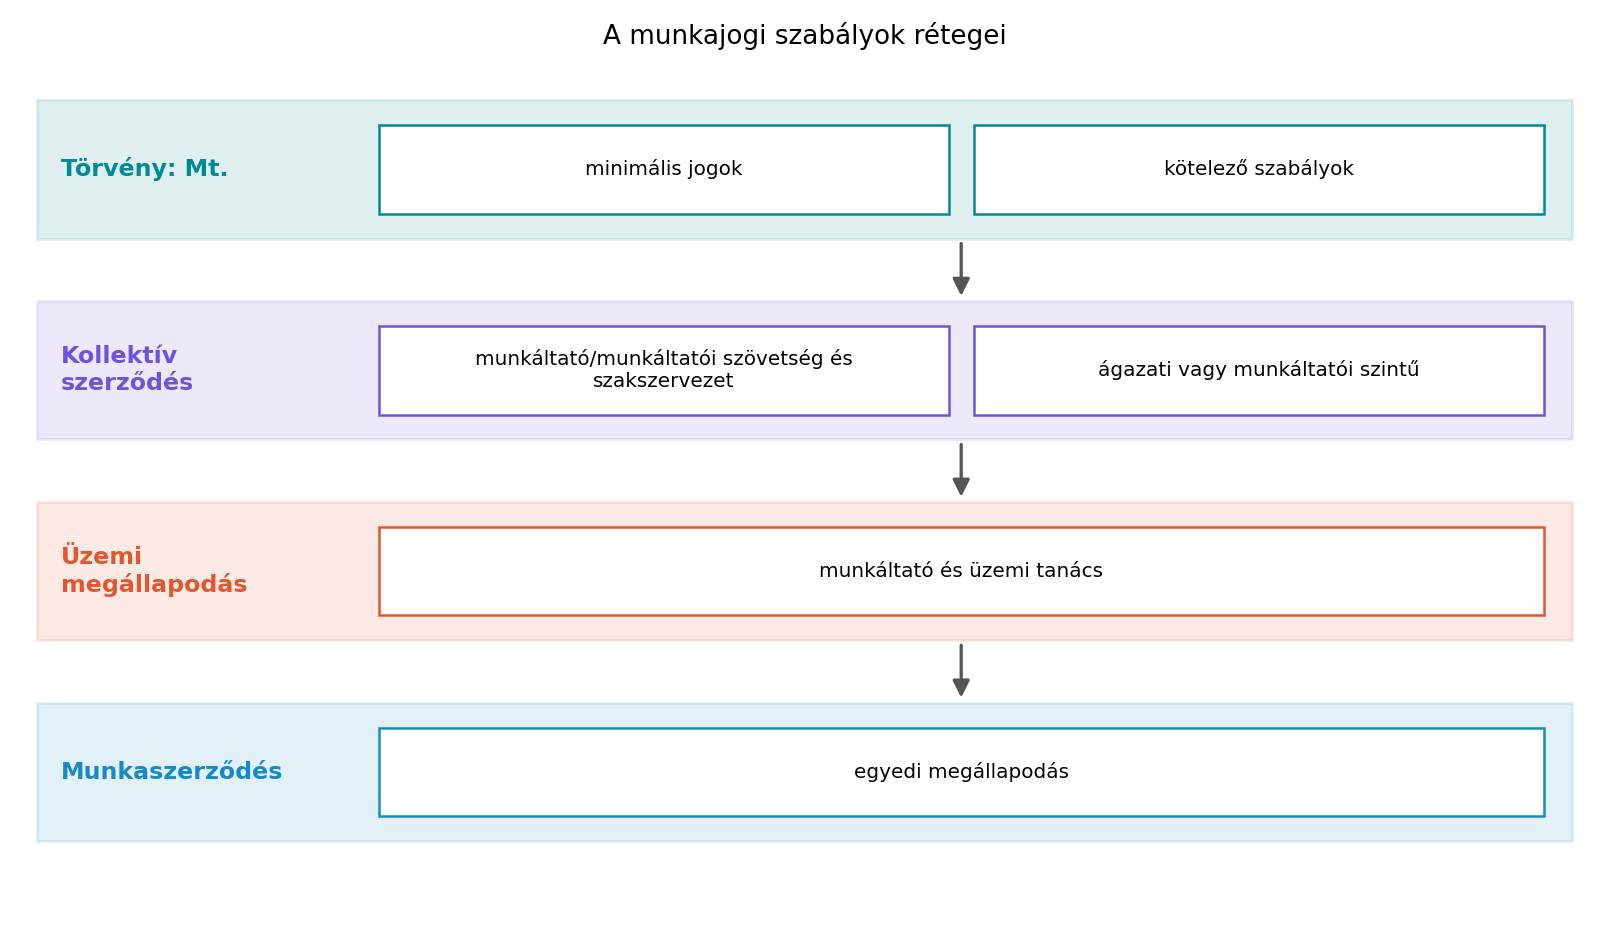 A munkajogi szabályok rétegei
Törvény: Mt.
minimális jogok
kötelező szabályok
Kollektív
szerződés
munkáltató/munkáltatói szövetség és
szakszervezet
ágazati vagy munkáltatói szintű
Üzemi
megállapodás
munkáltató és üzemi tanács
Munkaszerződés
egyedi megállapodás